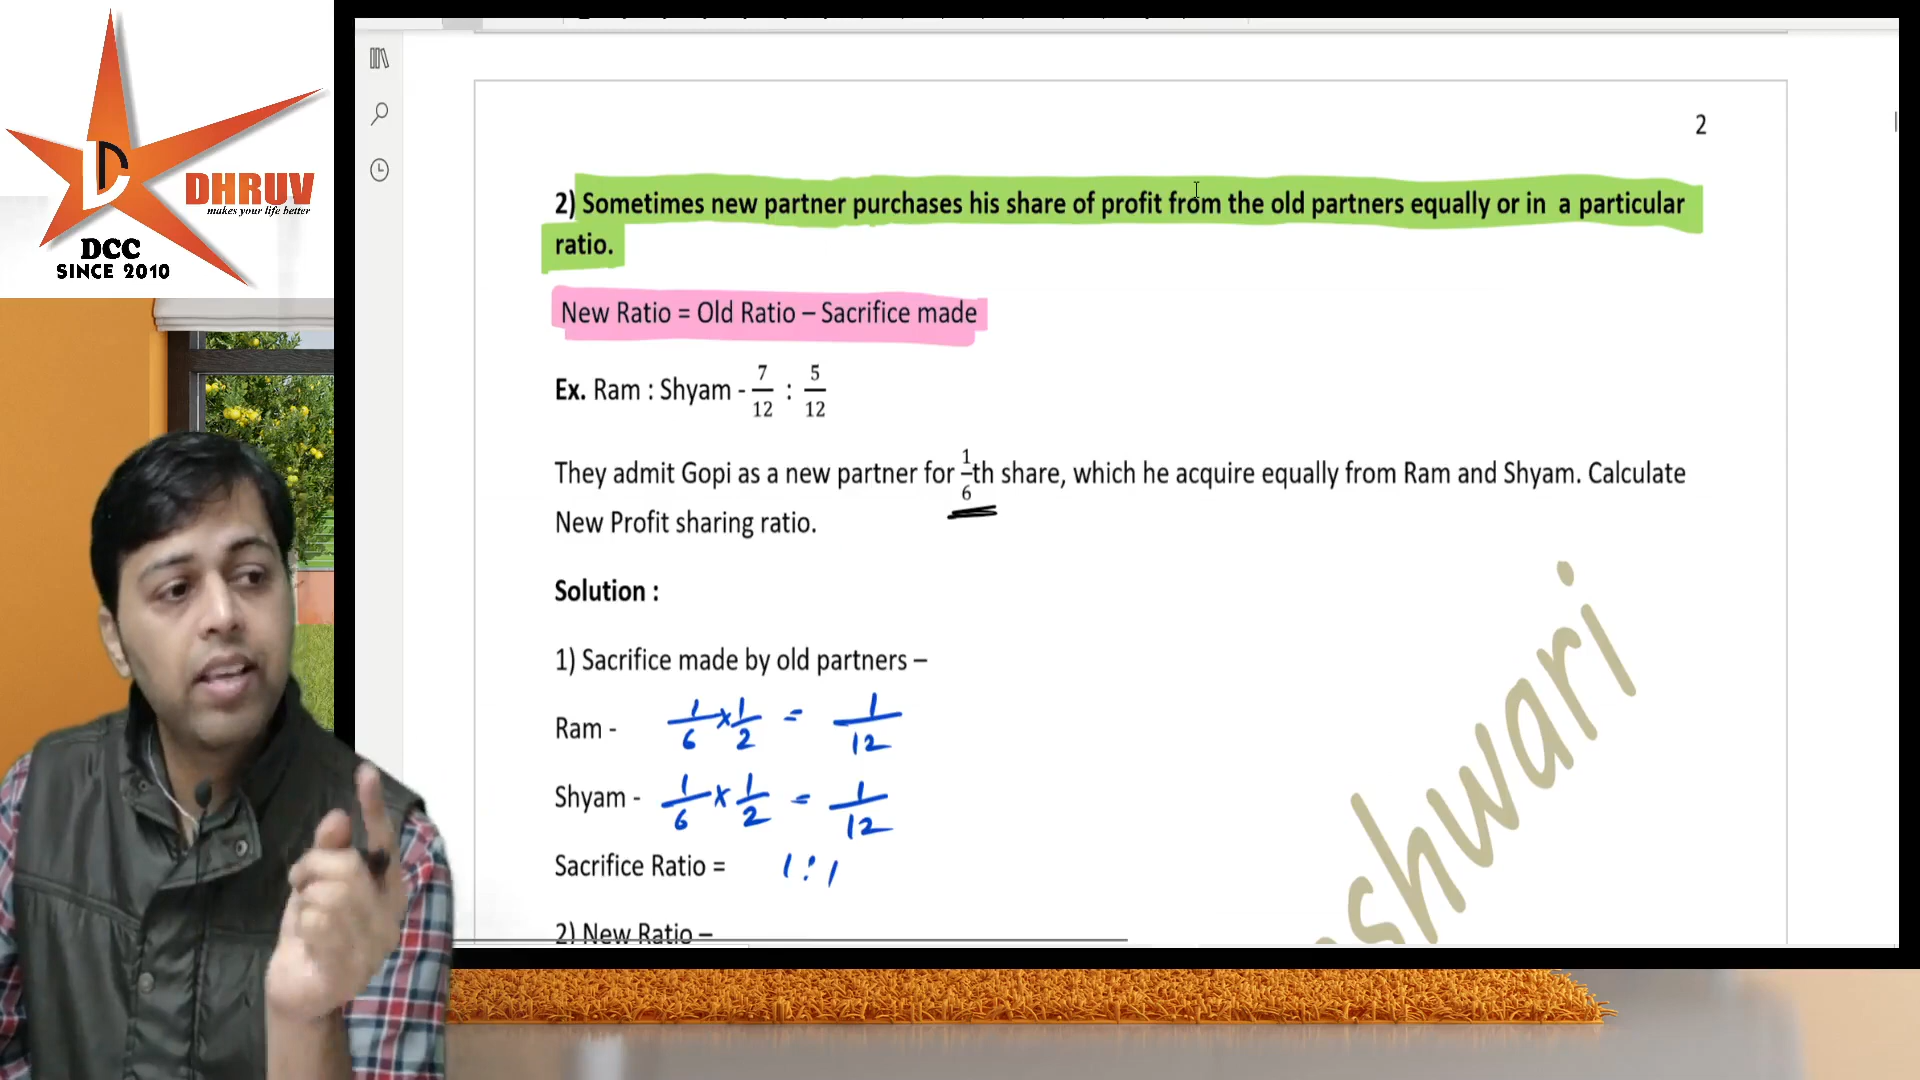 DHRUV
makes your life better
DCC
SINCE 2010
2
2) Sometimes new partner purchases his share of profit from the old partners equally or in a particular
ratio.
New Ratio = Old Ratio – Sacrifice made
Ex. Ram : Shyam - 7/12 : 5/12
They admit Gopi as a new partner for 1/6th share, which he acquire equally from Ram and Shyam. Calculate
New Profit sharing ratio.
Solution :
1) Sacrifice made by old partners –
Ram - 1/6 x 1/2 = 1/12
Shyam - 1/6 x 1/2 = 1/12
Sacrifice Ratio = 1 : 1
2) New Ratio –
shwari